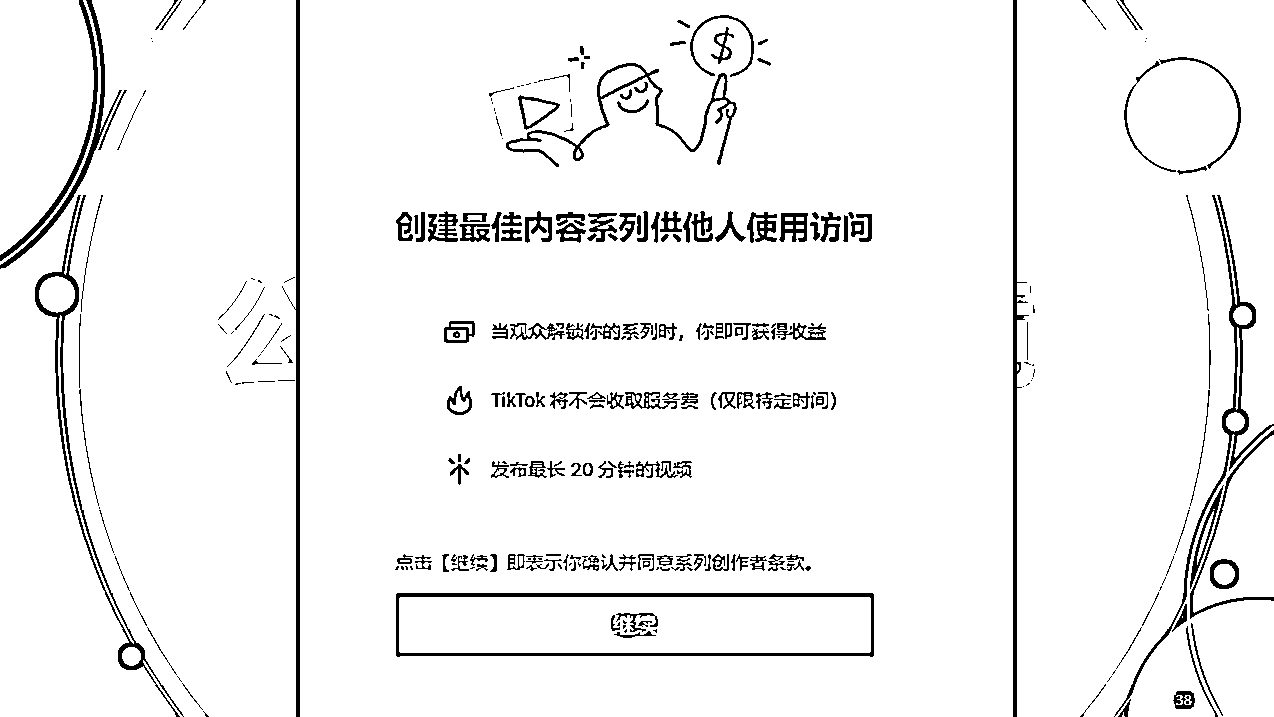 创建最佳内容系列供他人使用访问
当观众解锁你的系列时，你即可获得收益
TikTok 将不会收取服务费（仅限特定时间）
发布最长 20 分钟的视频
点击【继续】即表示你确认并同意系列创作者条款。
继续
38